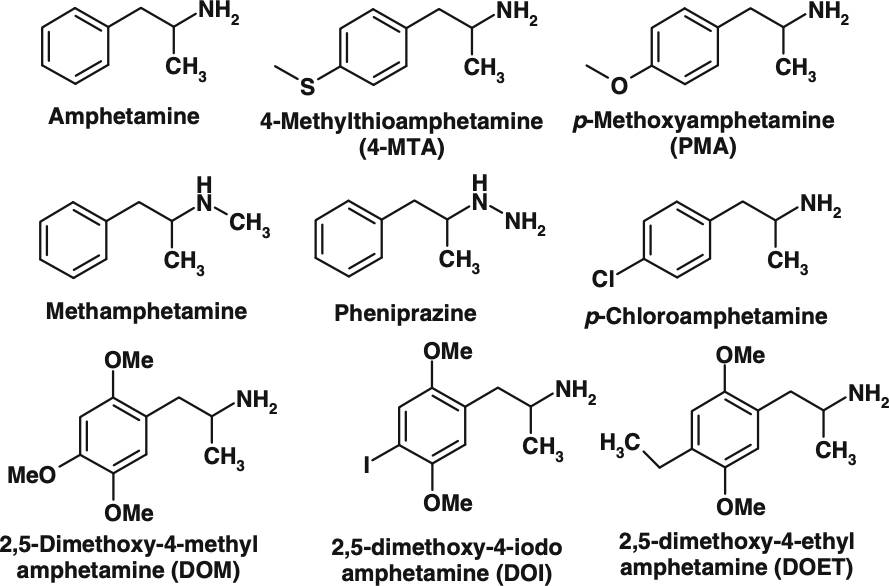 NH2
CH3
Amphetamine
NH2
CH3
S
4-Methylthioamphetamine
(4-MTA)
NH2
CH3
O
p-Methoxyamphetamine
(PMA)
H
N
CH3
CH3
Methamphetamine
H
N
NH2
CH3
Pheniprazine
NH2
CH3
Cl
p-Chloroamphetamine
OMe
NH2
CH3
MeO
OMe
2,5-Dimethoxy-4-methyl
amphetamine (DOM)
OMe
NH2
CH3
I
OMe
2,5-dimethoxy-4-iodo
amphetamine (DOI)
OMe
NH2
H3C
CH3
OMe
2,5-dimethoxy-4-ethyl
amphetamine (DOET)